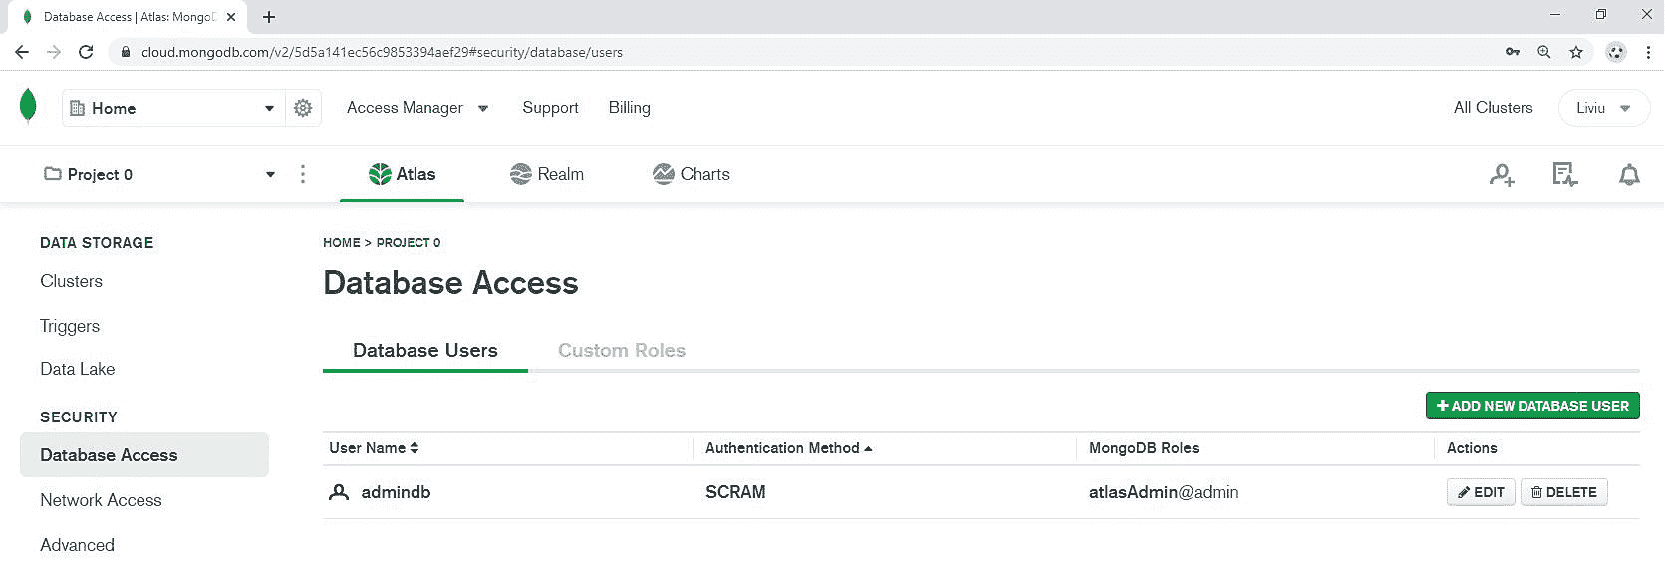 Database Access | Atlas: MongoD
cloud.mongodb.com/v2/5d5a141ec56c9853394aef29#security/database/users
Home Access Manager Support Billing All Clusters Liviu
Project 0 Atlas Realm Charts
DATA STORAGE
Clusters
Triggers
Data Lake
SECURITY
Database Access
Network Access
Advanced
HOME > PROJECT 0
Database Access
Database Users Custom Roles
+ ADD NEW DATABASE USER
User Name Authentication Method MongoDB Roles Actions
admindb SCRAM atlasAdmin@admin EDIT DELETE